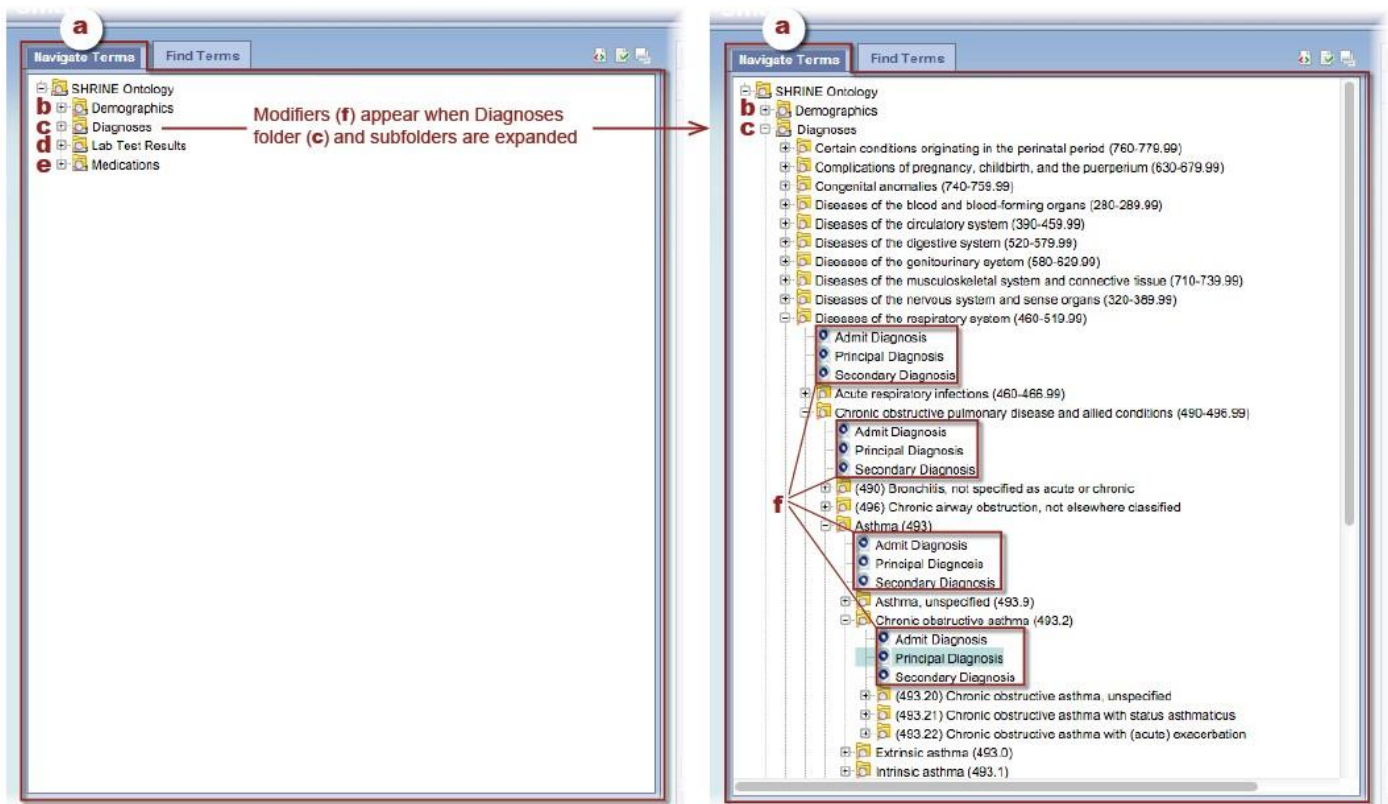 a
Navigate Terms
Find Terms
SHRINE Ontology
b Demographics
c Diagnoses
d Lab Test Results
e Medications
Modifiers (f) appear when Diagnoses
folder (c) and subfolders are expanded
a
Navigate Terms
Find Terms
SHRINE Ontology
b Demographics
c Diagnoses
Certain conditions originating in the perinatal period (760-779.99)
Complications of pregnancy, childbirth, and the puerperium (630-679.99)
Congenital anomalies (740-759.99)
Diseases of the blood and blood-forming organs (280-289.99)
Diseases of the circulatory system (390-459.99)
Diseases of the digestive system (520-579.99)
Diseases of the genitourinary system (580-629.99)
Diseases of the musculoskeletal system and connective tissue (710-739.99)
Diseases of the nervous system and sense organs (320-389.99)
Diseases of the respiratory system (460-519.99)
Admit Diagnosis
Principal Diagnosis
Secondary Diagnosis
Acute respiratory infections (460-466.99)
Chronic obstructive pulmonary disease and allied conditions (490-496.99)
Admit Diagnosis
Principal Diagnosis
Secondary Diagnosis
(490) Bronchitis, not specified as acute or chronic
f
(496) Chronic airway obstruction, not elsewhere classified
Asthma (493)
Admit Diagnosis
Principal Diagnosis
Secondary Diagnosis
Asthma, unspecified (493.9)
Chronic obstructive asthma (493.2)
Admit Diagnosis
Principal Diagnosis
Secondary Diagnosis
(493.20) Chronic obstructive asthma, unspecified
(493.21) Chronic obstructive asthma with status asthmaticus
(493.22) Chronic obstructive asthma with (acute) exacerbation
Extrinsic asthma (493.0)
Intrinsic asthma (493.1)